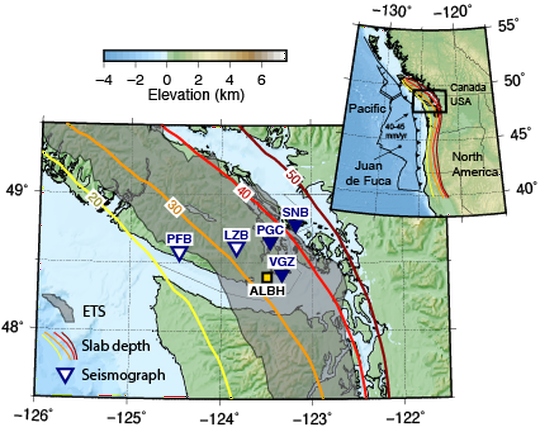 −130° −120°
55°
50°
45°
40°
Canada
USA
Pacific
40-45
mm/yr
Juan
de Fuca
North
America
−4 −2 0 2 4 6
Elevation (km)
49°
48°
20
30
40
50
SNB
PGC
LZB
PFB
VGZ
ALBH
ETS
Slab depth
Seismograph
−126° −125° −124° −123° −122°